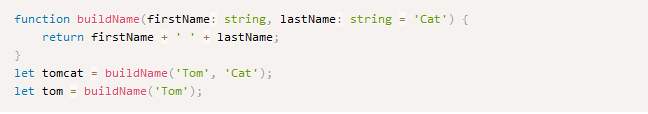 function buildName(firstName: string, lastName: string = 'Cat') {
    return firstName + ' ' + lastName;
}
let tomcat = buildName('Tom', 'Cat');
let tom = buildName('Tom');